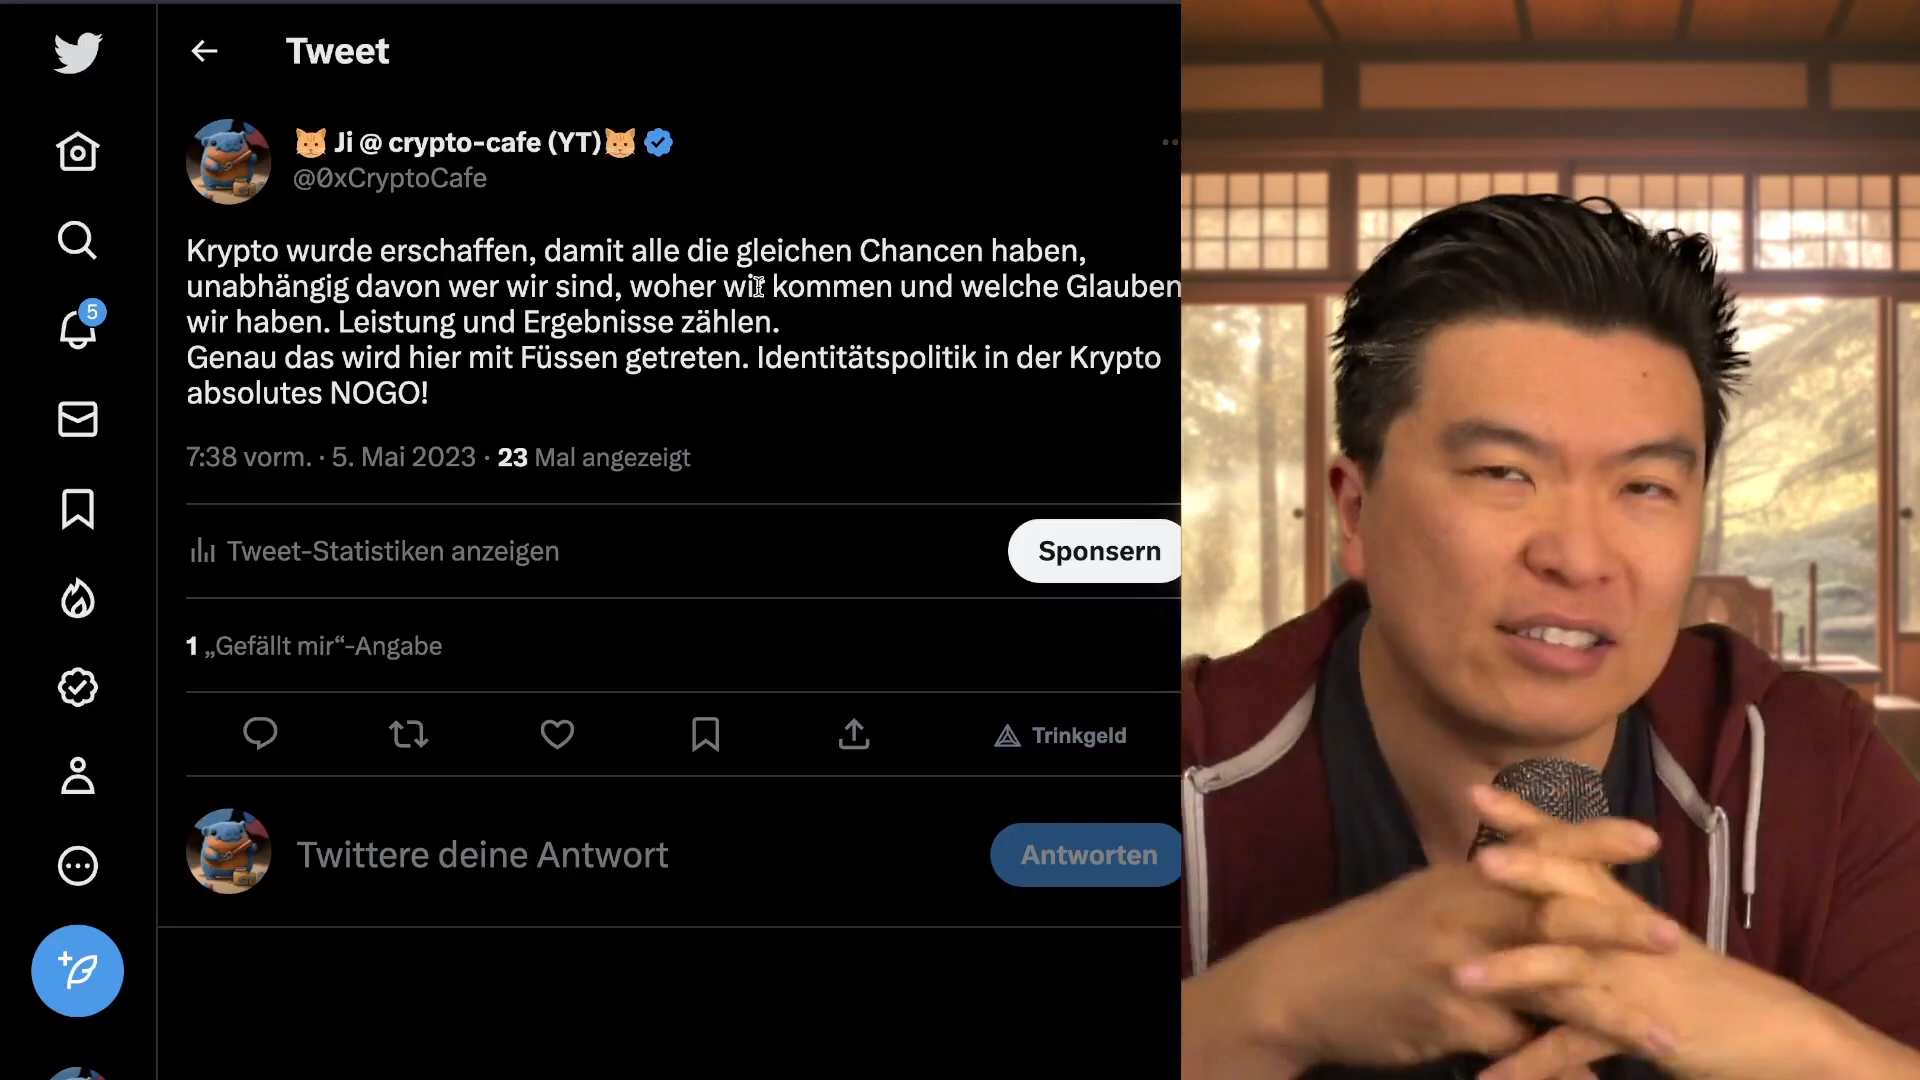 Tweet
🐱 Ji @ crypto-cafe (YT)🐱
@0xCryptoCafe
Krypto wurde erschaffen, damit alle die gleichen Chancen haben,
unabhängig davon wer wir sind, woher wir kommen und welche Glauben
wir haben. Leistung und Ergebnisse zählen.
Genau das wird hier mit Füssen getreten. Identitätspolitik in der Krypto
absolutes NOGO!
7:38 vorm. · 5. Mai 2023 · 23 Mal angezeigt
Tweet-Statistiken anzeigen
Sponsern
1 „Gefällt mir“-Angabe
Trinkgeld
Twittere deine Antwort
Antworten
5